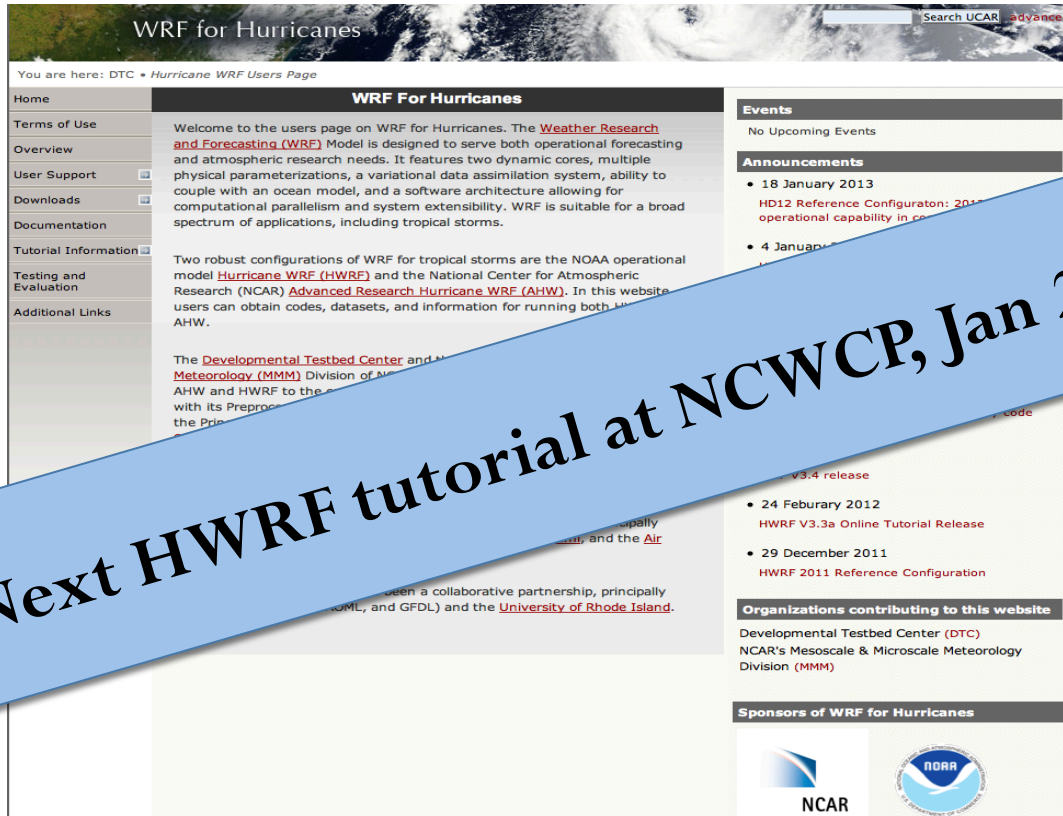 WRF for Hurricanes
Search UCAR
You are here: DTC • Hurricane WRF Users Page
Home
Terms of Use
Overview
User Support
Downloads
Documentation
Tutorial Information
Testing and
Evaluation
Additional Links
WRF For Hurricanes
Welcome to the users page on WRF for Hurricanes. The Weather Research
and Forecasting (WRF) Model is designed to serve both operational forecasting
and atmospheric research needs. It features two dynamic cores, multiple
physical parameterizations, a variational data assimilation system, ability to
couple with an ocean model, and a software architecture allowing for
computational parallelism and system extensibility. WRF is suitable for a broad
spectrum of applications, including tropical storms.
Two robust configurations of WRF for tropical storms are the NOAA operational
model Hurricane WRF (HWRF) and the National Center for Atmospheric
Research (NCAR) Advanced Research Hurricane WRF (AHW). In this website
users can obtain codes, datasets, and information for running both
AHW.
The Developmental Testbed Center and
Meteorology (MMM) Division of
AHW and HWRF to the
with its
the
and the Air
been a collaborative partnership, principally
and GFDL) and the University of Rhode Island.
Next HWRF tutorial at NCWCP, Jan
Events
No Upcoming Events
Announcements
• 18 January 2013
HD12 Reference Configuraton:
operational capability in
• 4 January
code
V3.4 release
• 24 Feburary 2012
HWRF V3.3a Online Tutorial Release
• 29 December 2011
HWRF 2011 Reference Configuration
Organizations contributing to this website
Developmental Testbed Center (DTC)
NCAR's Mesoscale & Microscale Meteorology
Division (MMM)
Sponsors of WRF for Hurricanes
NCAR
NOAA